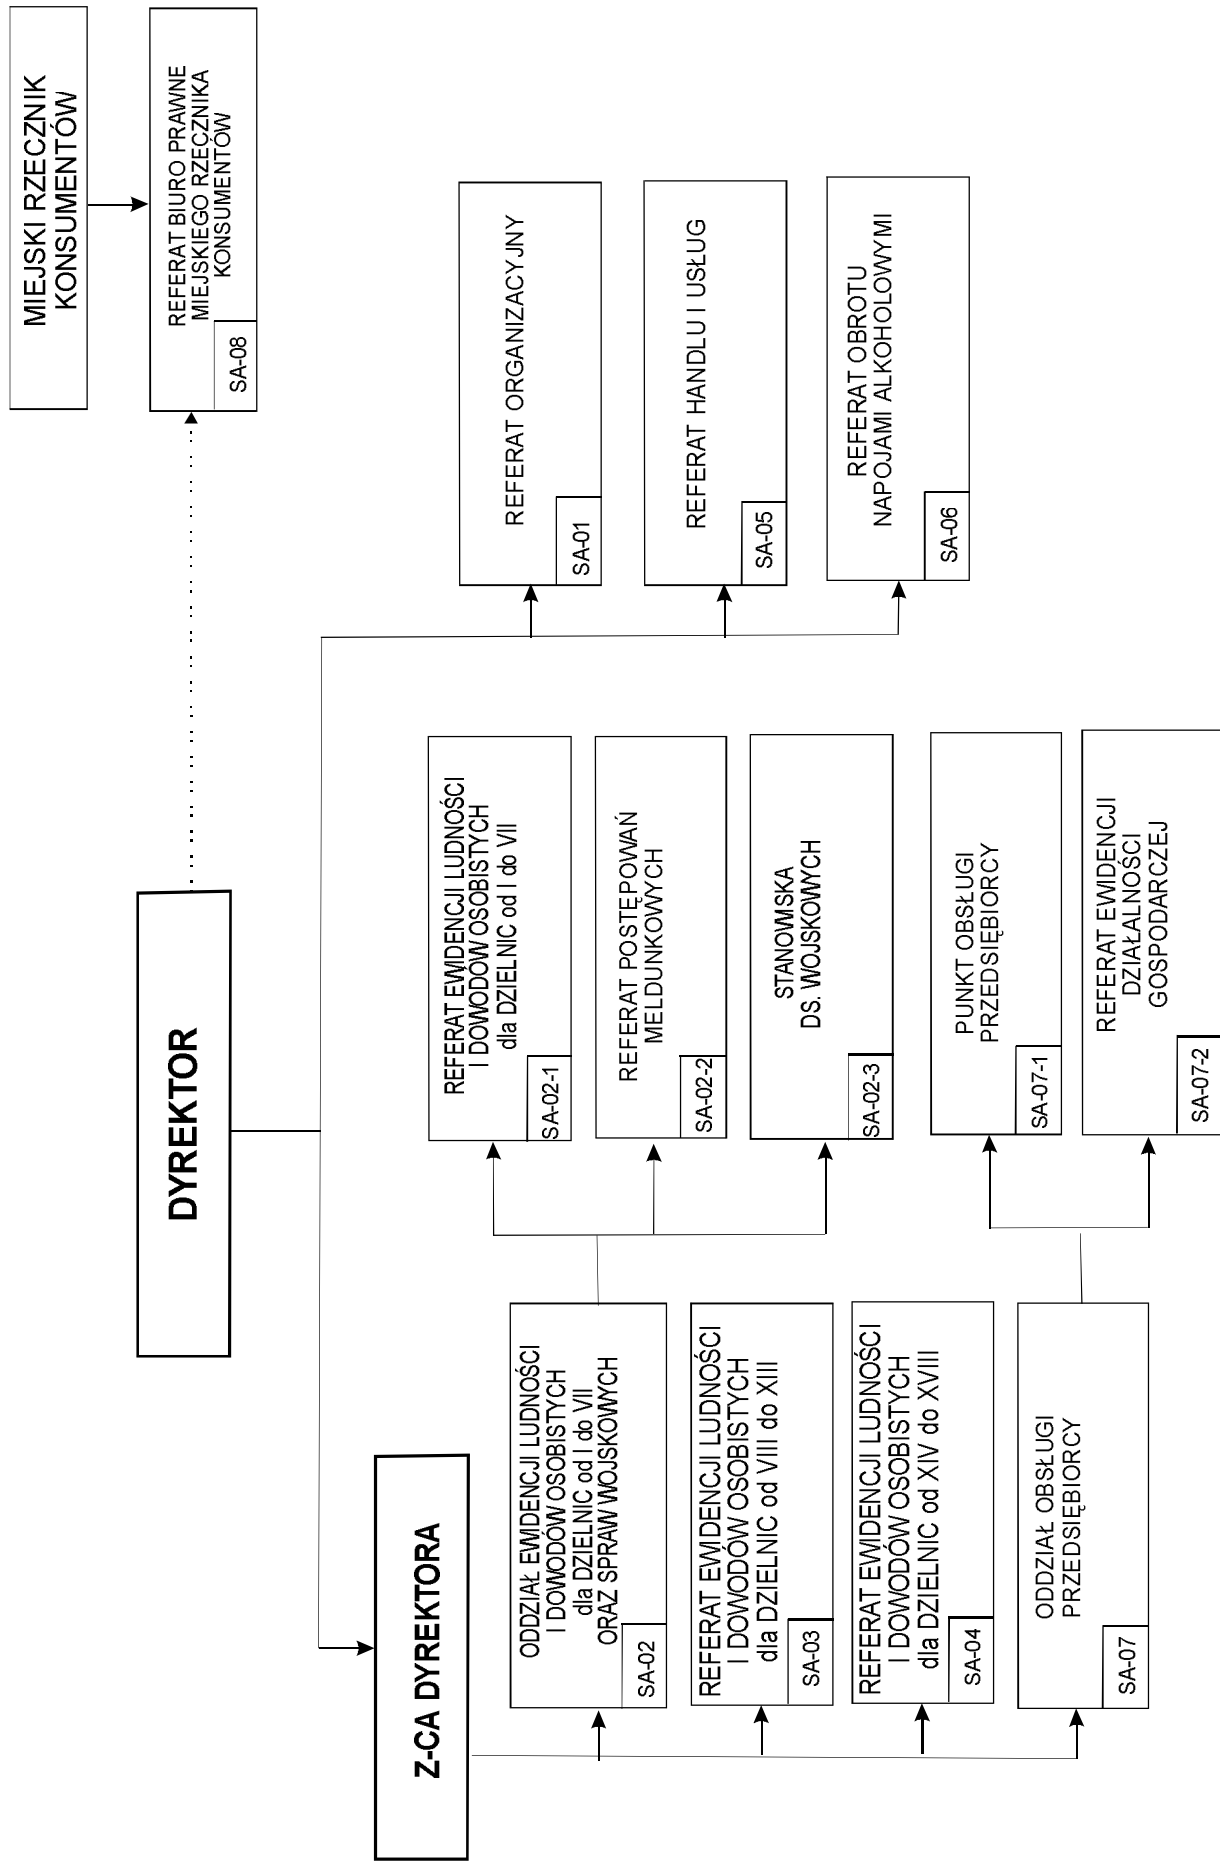 MIEJSKI RZECZNIK
KONSUMENTÓW
REFERAT BIURO PRAWNE
MIEJSKIEGO RZECZNIKA
KONSUMENTÓW
SA-08
DYREKTOR
Z-CA DYREKTORA
ODDZIAŁ EWIDENCJI LUDNOŚCI
I DOWODÓW OSOBISTYCH
dla DZIELNIC od I do VII
ORAZ SPRAW WOJSKOWYCH
SA-02
REFERAT EWIDENCJI LUDNOŚCI
I DOWODÓW OSOBISTYCH
dla DZIELNIC od VIII do XIII
SA-03
REFERAT EWIDENCJI LUDNOŚCI
I DOWODÓW OSOBISTYCH
dla DZIELNIC od XIV do XVIII
SA-04
ODDZIAŁ OBSŁUGI
PRZEDSIĘBIORCY
SA-07
REFERAT EWIDENCJI LUDNOŚCI
I DOWODÓW OSOBISTYCH
dla DZIELNIC od I do VII
SA-02-1
REFERAT POSTĘPOWAŃ
MELDUNKOWYCH
SA-02-2
STANOWISKA
DS. WOJSKOWYCH
SA-02-3
PUNKT OBSŁUGI
PRZEDSIĘBIORCY
SA-07-1
REFERAT EWIDENCJI
DZIAŁALNOŚCI
GOSPODARCZEJ
SA-07-2
REFERAT ORGANIZACYJNY
SA-01
REFERAT HANDLU I USŁUG
SA-05
REFERAT OBROTU
NAPOJAMI ALKOHOLOWYMI
SA-06